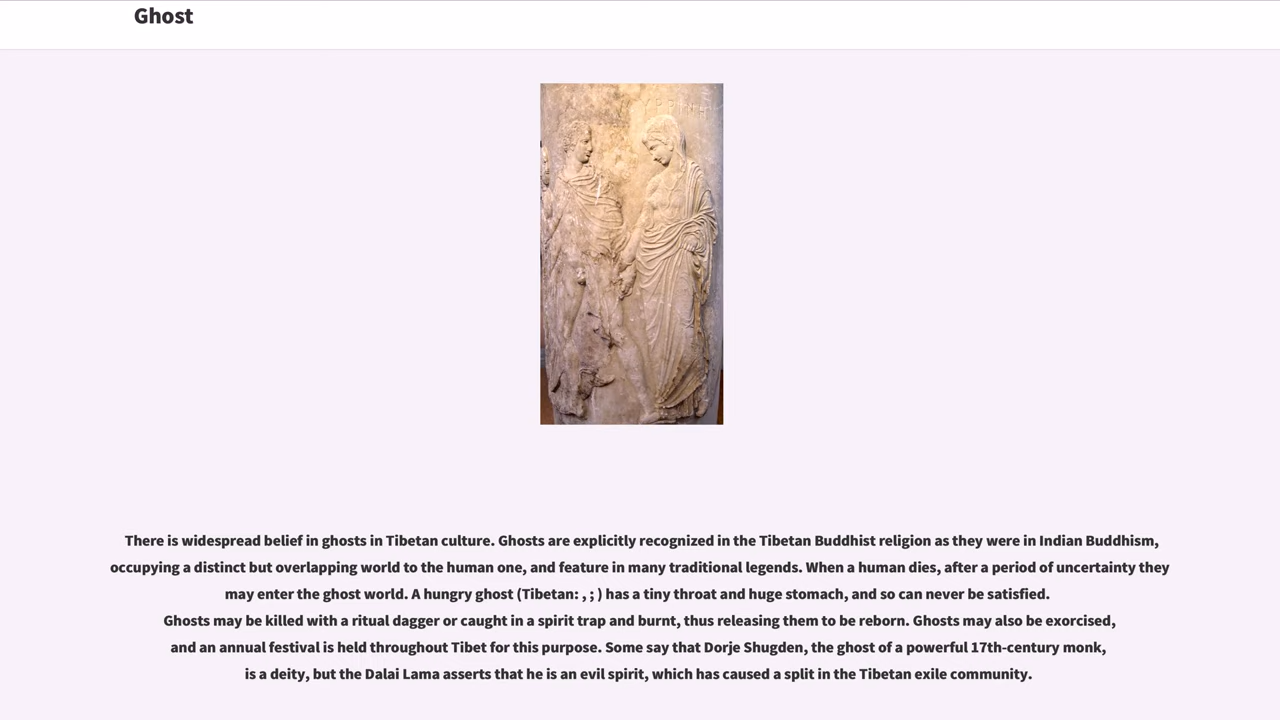 Ghost
There is widespread belief in ghosts in Tibetan culture. Ghosts are explicitly recognized in the Tibetan Buddhist religion as they were in Indian Buddhism,
occupying a distinct but overlapping world to the human one, and feature in many traditional legends. When a human dies, after a period of uncertainty they
may enter the ghost world. A hungry ghost (Tibetan: , ; ) has a tiny throat and huge stomach, and so can never be satisfied.
Ghosts may be killed with a ritual dagger or caught in a spirit trap and burnt, thus releasing them to be reborn. Ghosts may also be exorcised,
and an annual festival is held throughout Tibet for this purpose. Some say that Dorje Shugden, the ghost of a powerful 17th-century monk,
is a deity, but the Dalai Lama asserts that he is an evil spirit, which has caused a split in the Tibetan exile community.